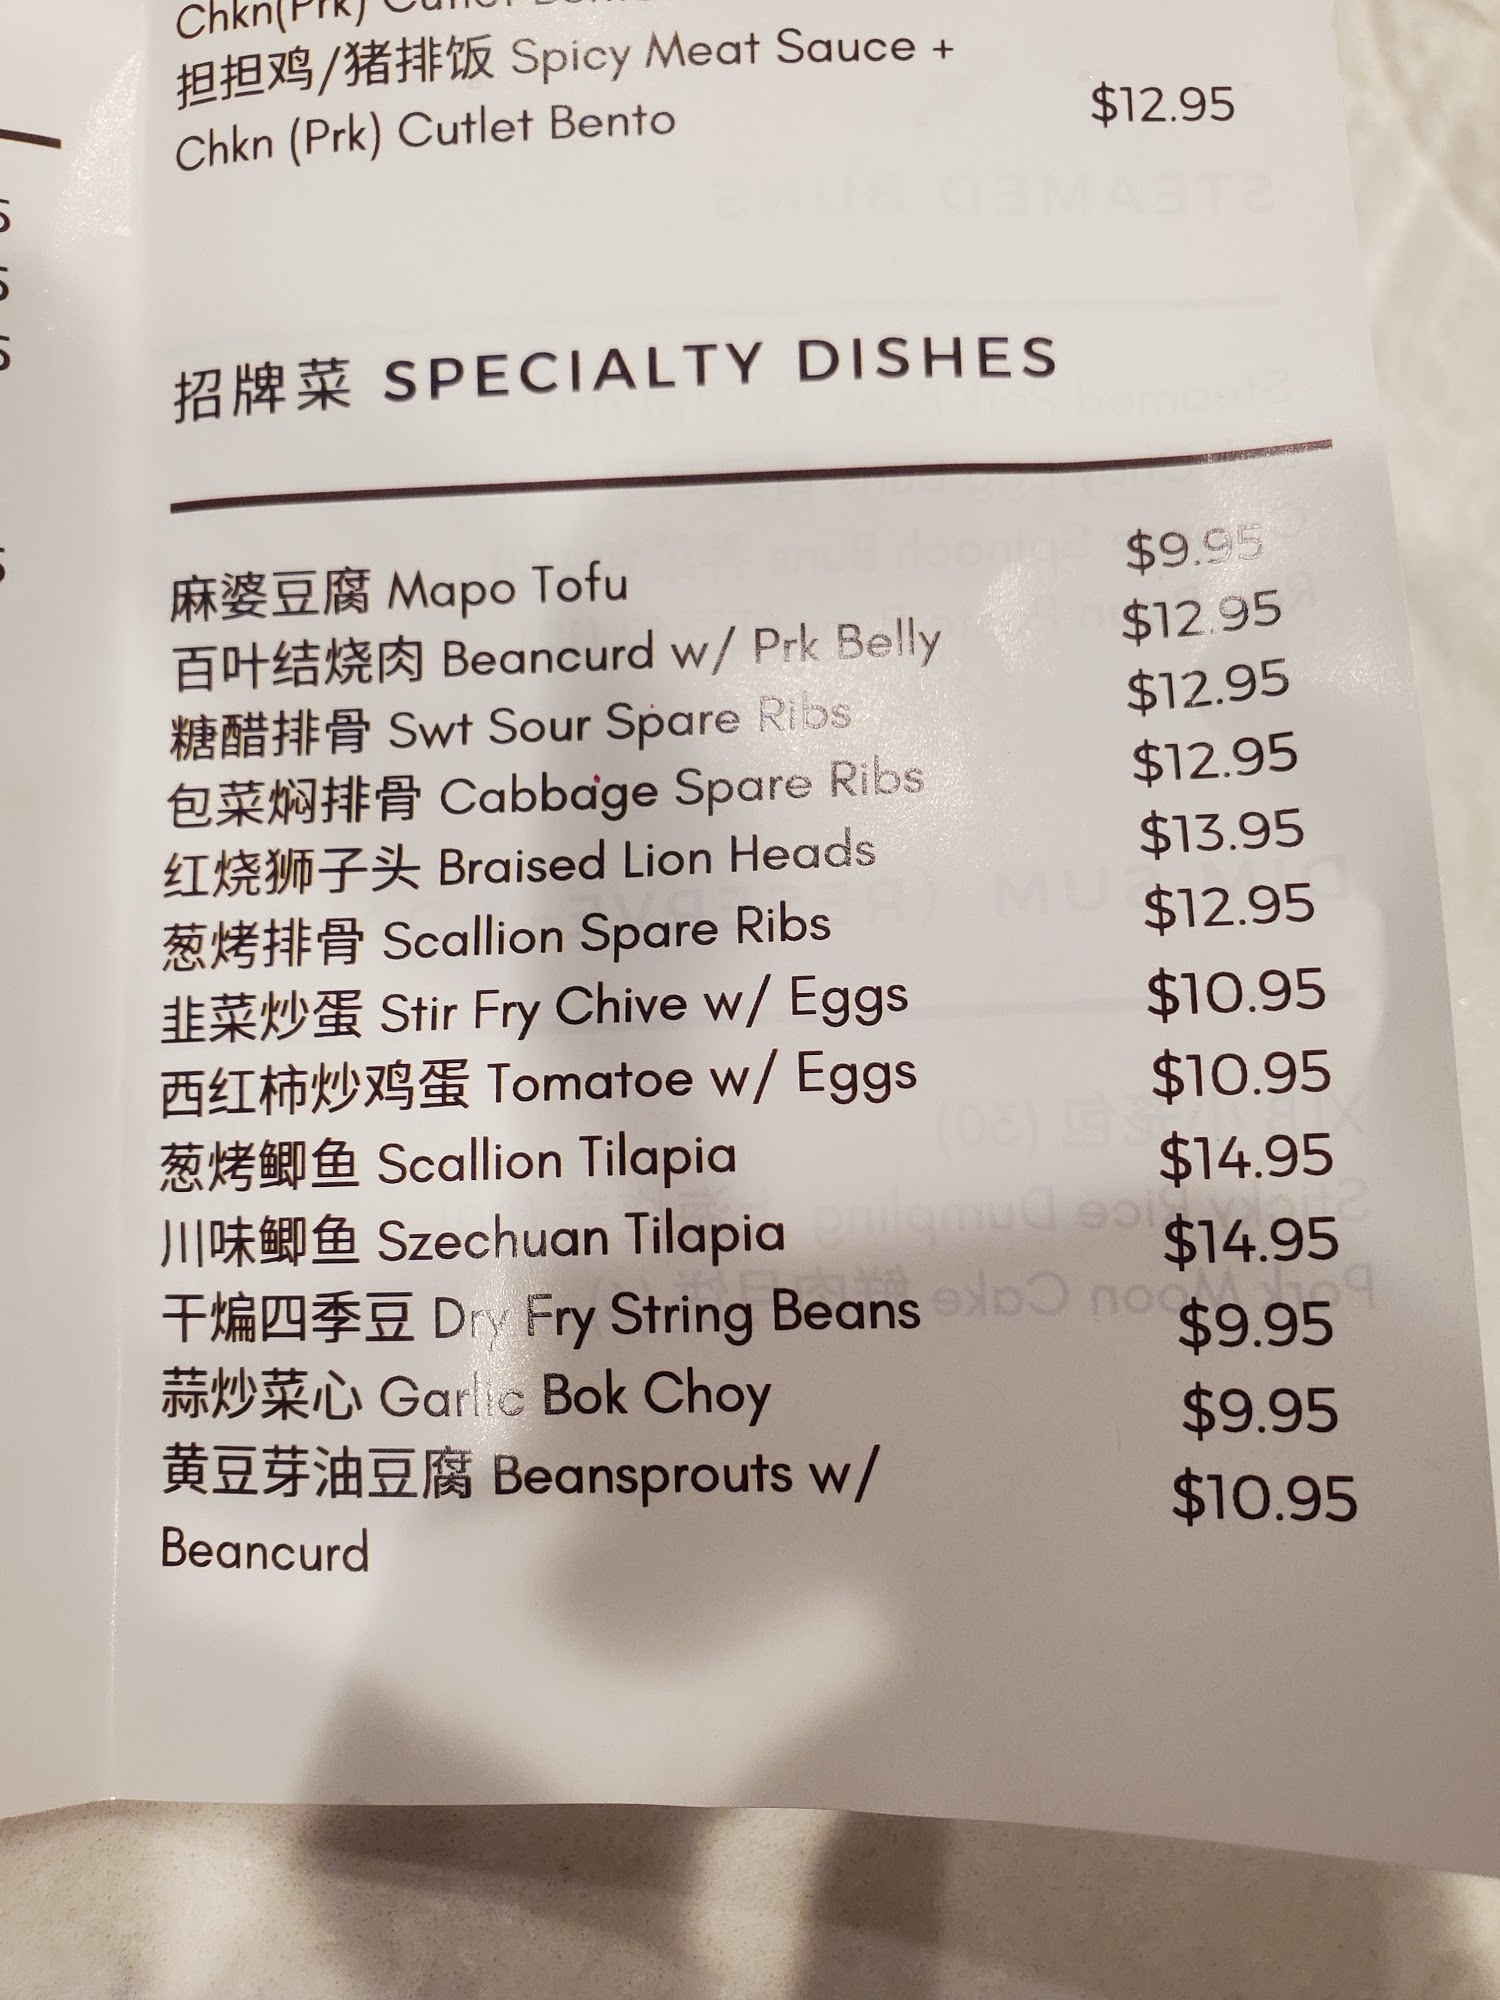 Chkn(Prk) Cutlet
担担鸡/猪排饭 Spicy Meat Sauce +
Chkn (Prk) Cutlet Bento $12.95
招牌菜 SPECIALTY DISHES
麻婆豆腐 Mapo Tofu $9.95
百叶结烧肉 Beancurd w/ Prk Belly $12.95
糖醋排骨 Swt Sour Spare Ribs $12.95
包菜焖排骨 Cabbage Spare Ribs $12.95
红烧狮子头 Braised Lion Heads $13.95
葱烤排骨 Scallion Spare Ribs $12.95
韭菜炒蛋 Stir Fry Chive w/ Eggs $10.95
西红柿炒鸡蛋 Tomatoe w/ Eggs $10.95
葱烤鲫鱼 Scallion Tilapia $14.95
川味鲫鱼 Szechuan Tilapia $14.95
干煸四季豆 Dry Fry String Beans $9.95
蒜炒菜心 Garlic Bok Choy $9.95
黄豆芽油豆腐 Beansprouts w/ $10.95
Beancurd